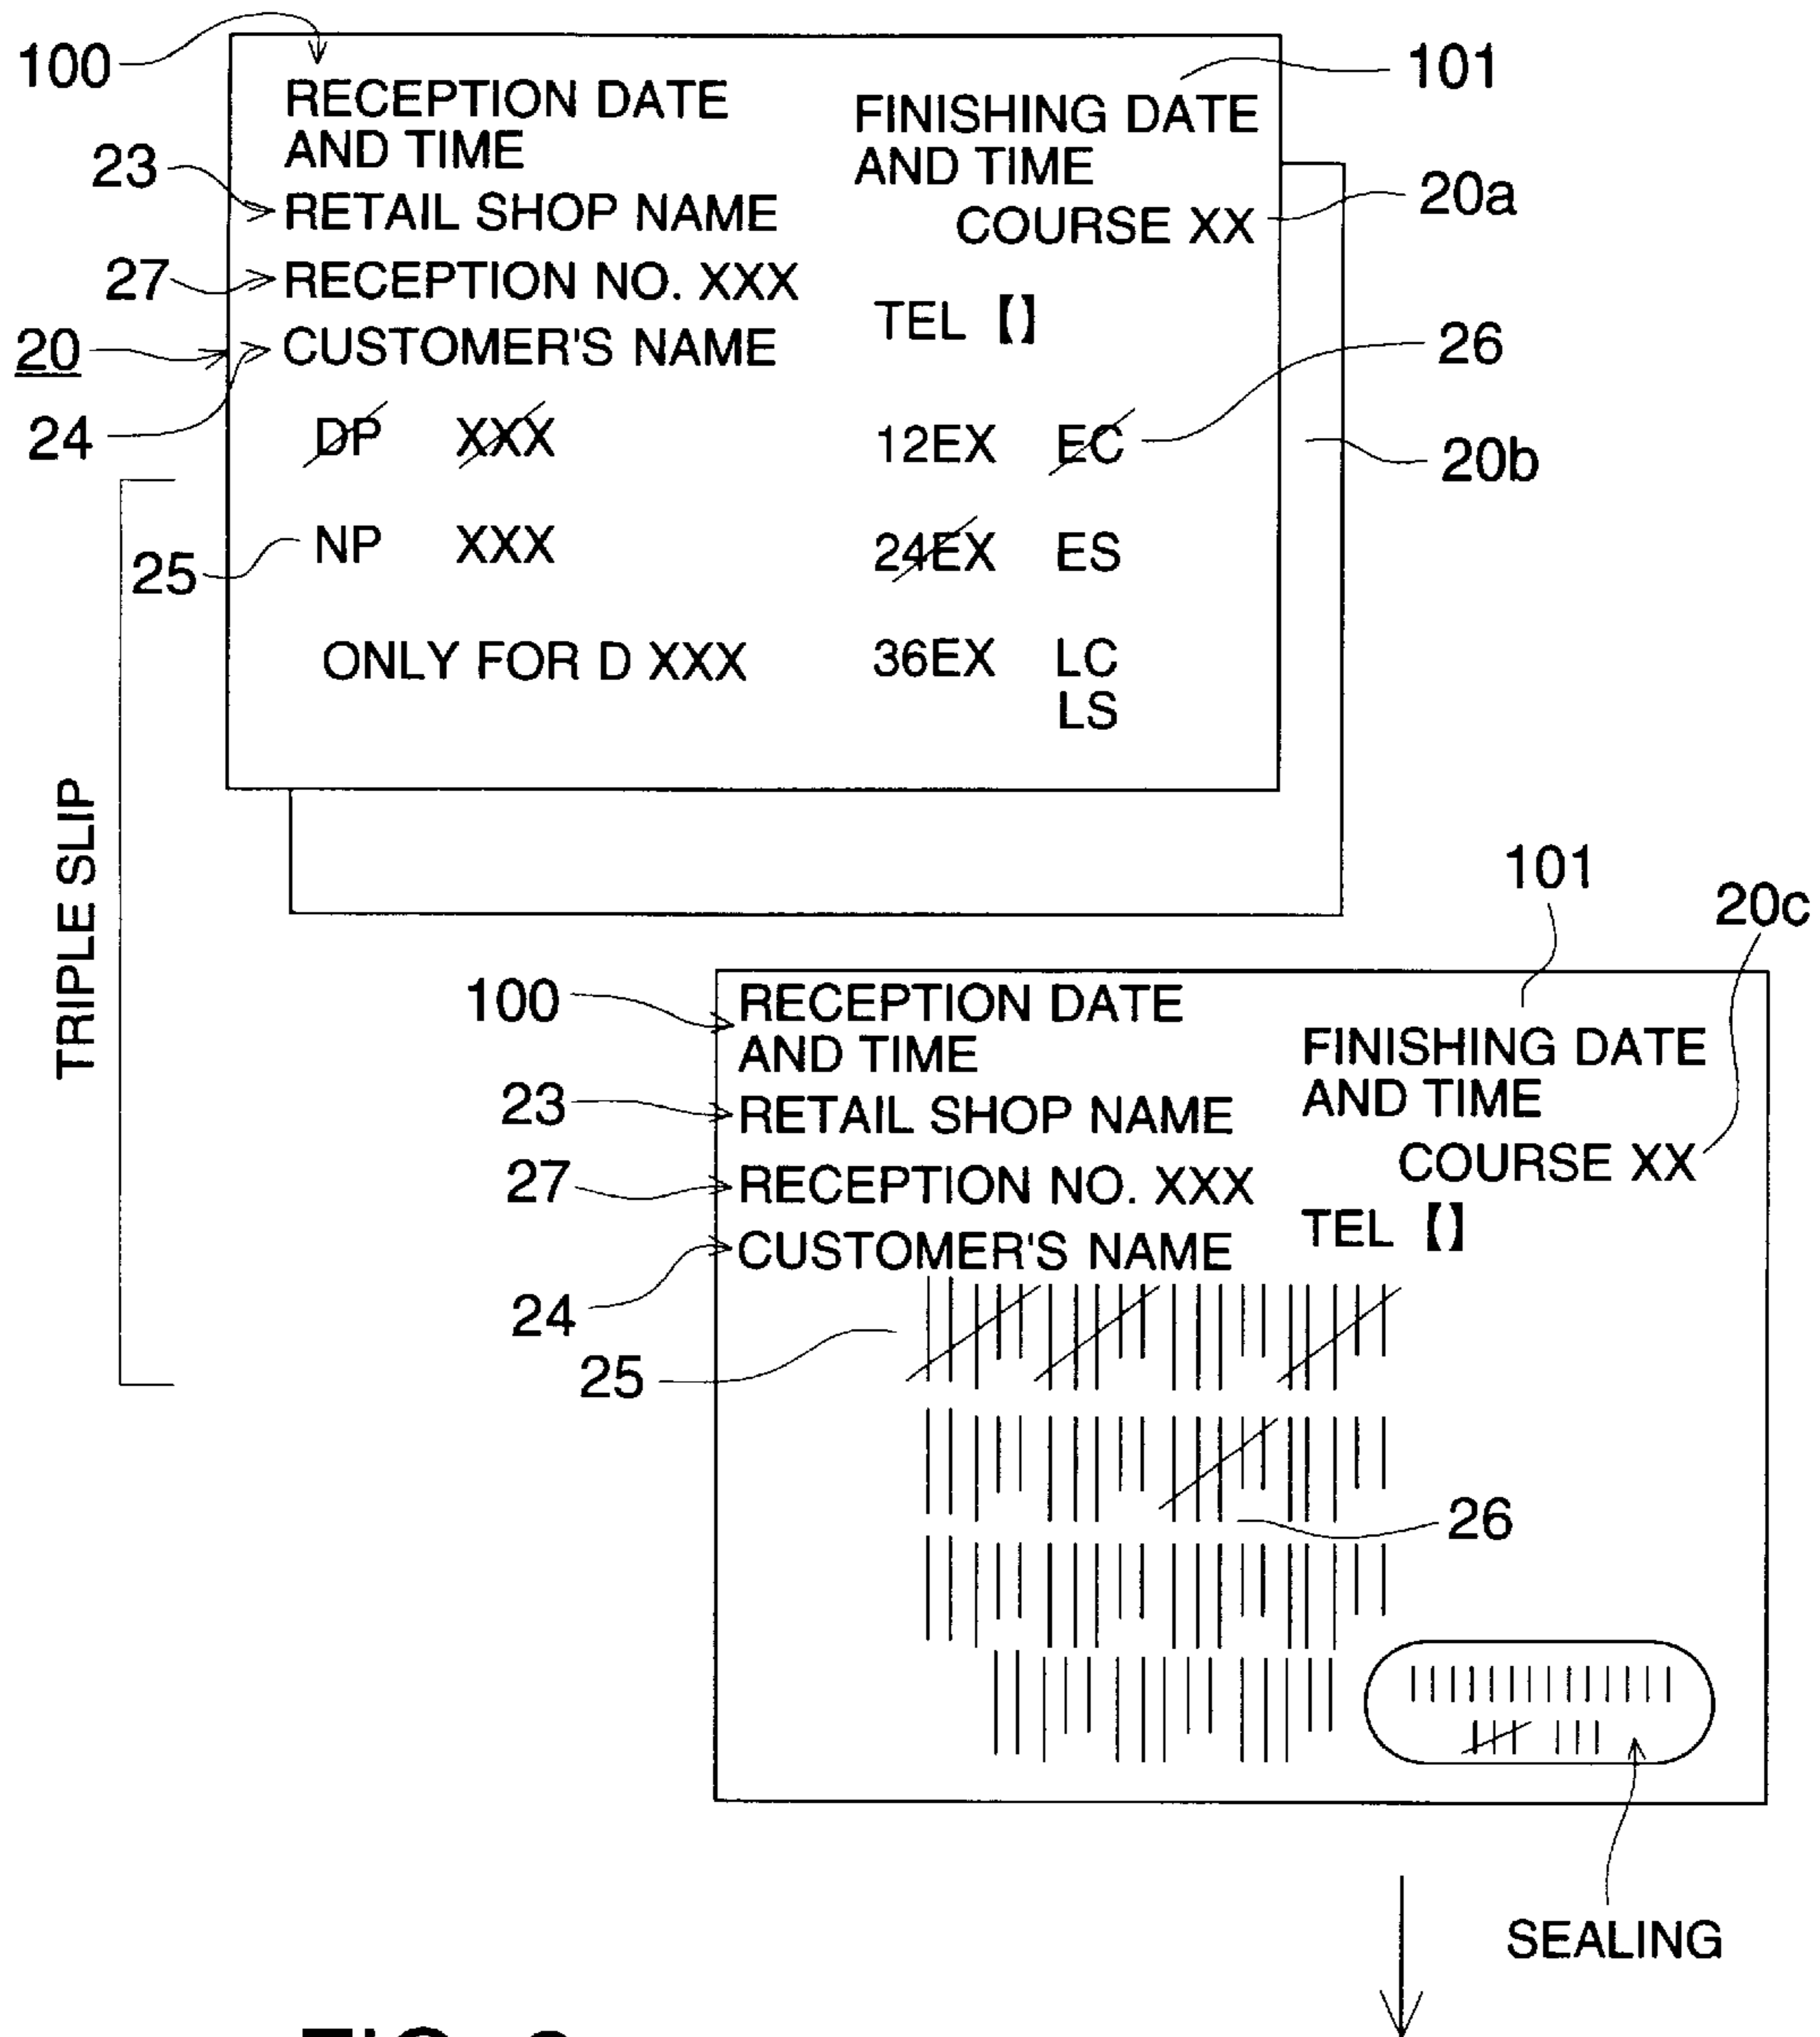 100
101
RECEPTION DATE
AND TIME
FINISHING DATE
AND TIME
23
RETAIL SHOP NAME
COURSE XX
20a
27
RECEPTION NO. XXX
TEL【】
20
CUSTOMER'S NAME
26
24
DP XXX
12EX EC
20b
25
NP XXX
24EX ES
ONLY FOR D XXX
36EX LC
LS
TRIPLE SLIP
101
20c
100
RECEPTION DATE
AND TIME
FINISHING DATE
AND TIME
23
RETAIL SHOP NAME
COURSE XX
27
RECEPTION NO. XXX
TEL【】
24
CUSTOMER'S NAME
25
26
SEALING